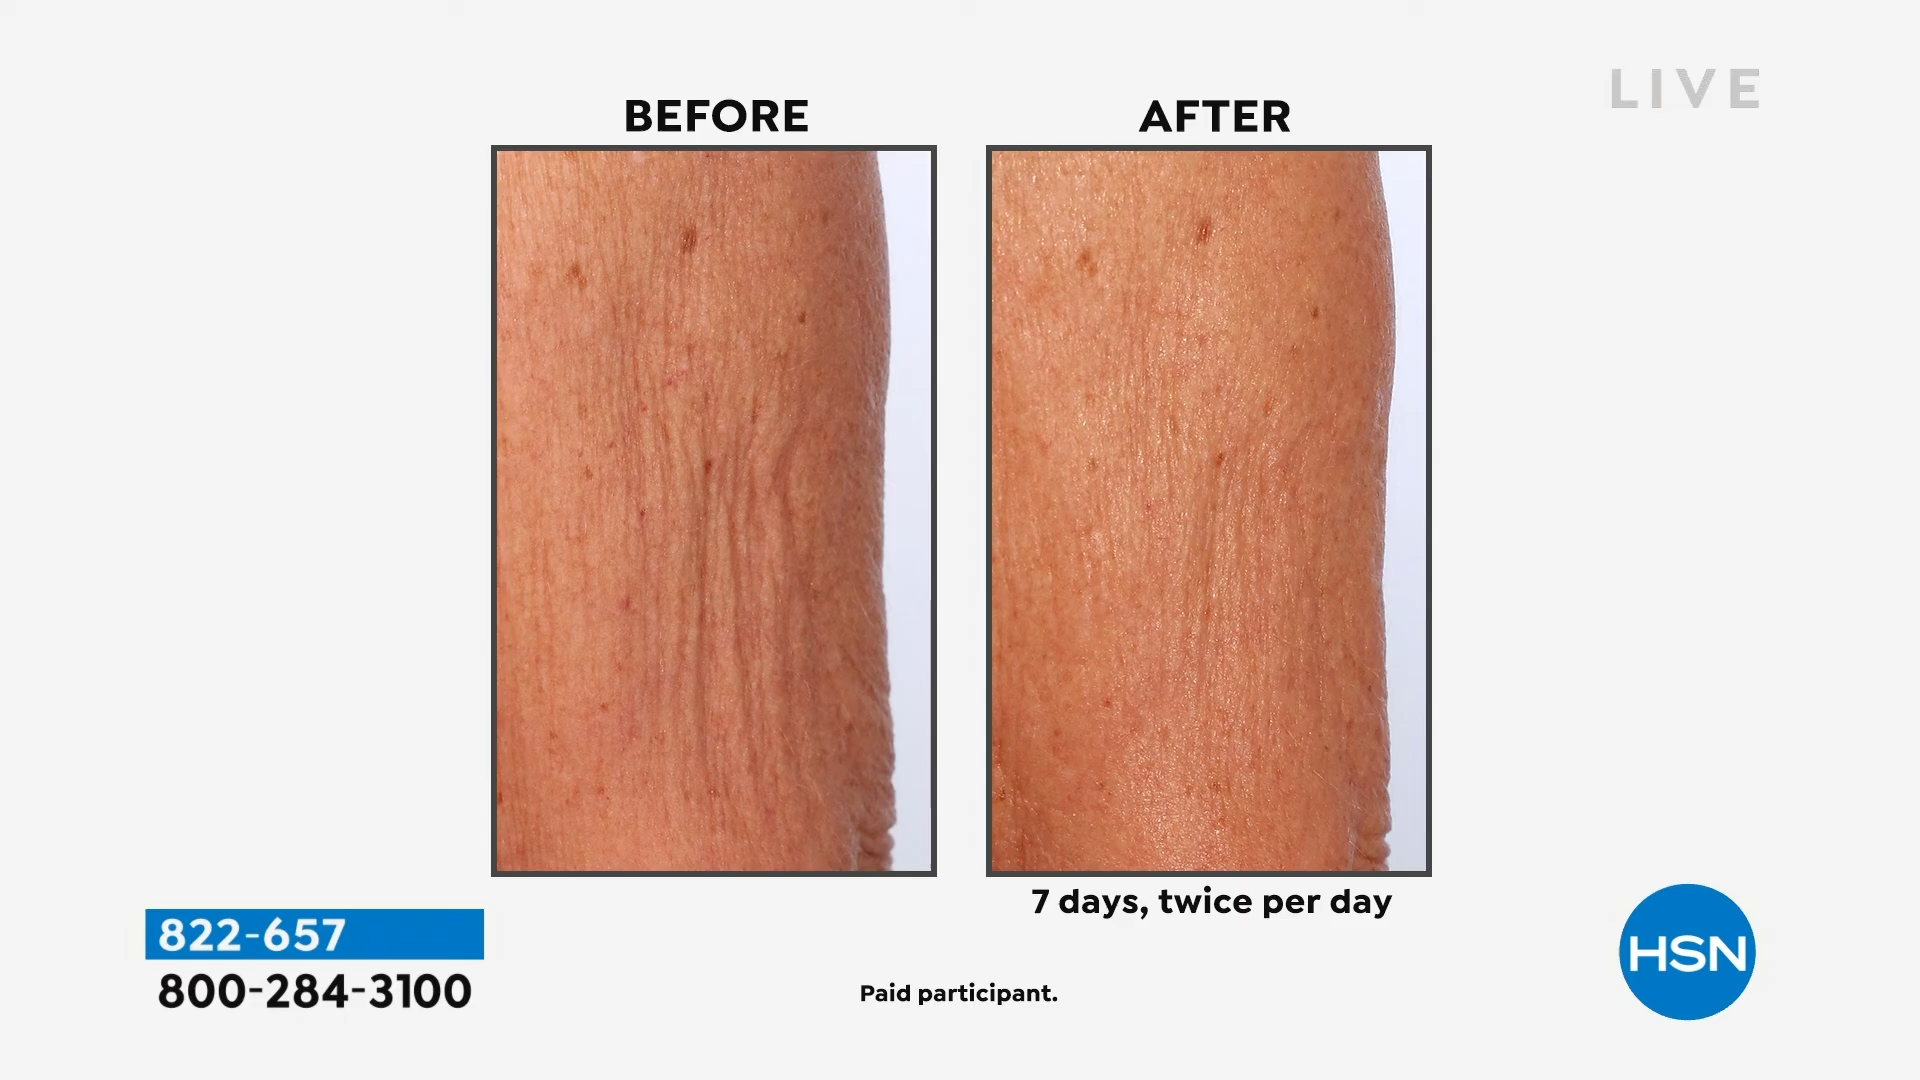 LIVE
BEFORE
AFTER
7 days, twice per day
822-657
800-284-3100
Paid participant.
HSN